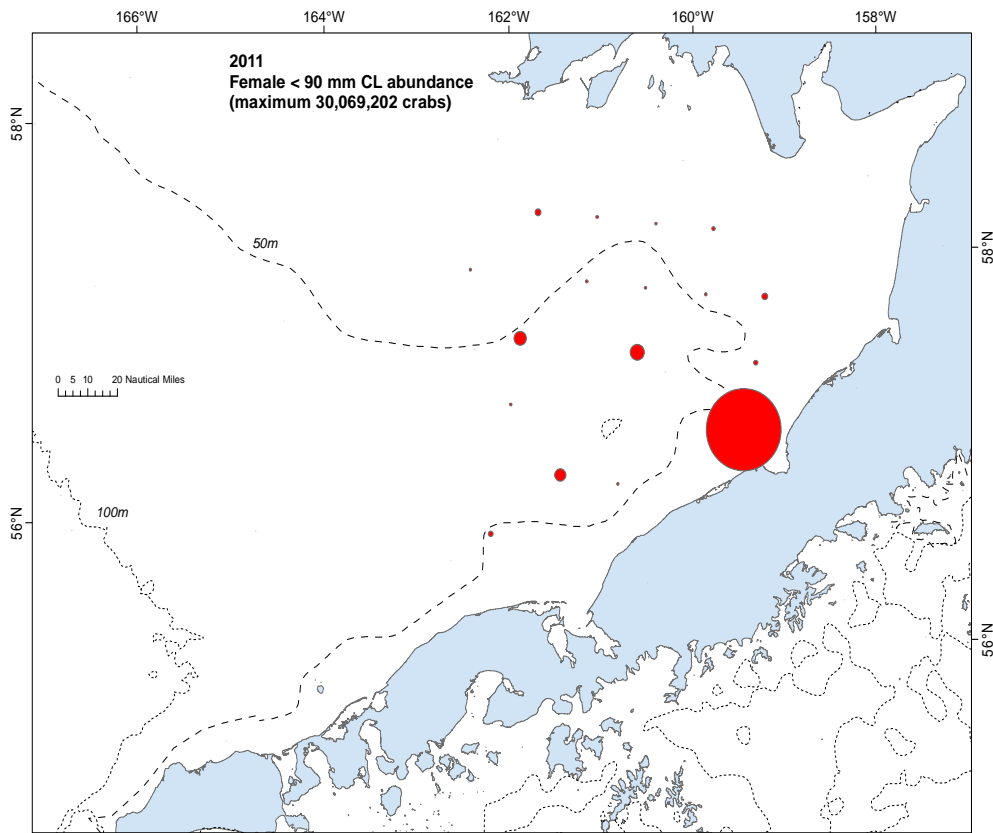 166°W 164°W 162°W 160°W 158°W
2011
Female < 90 mm CL abundance
(maximum 30,069,202 crabs)
58°N
58°N
50m
0 5 10 20 Nautical Miles
100m
56°N
56°N